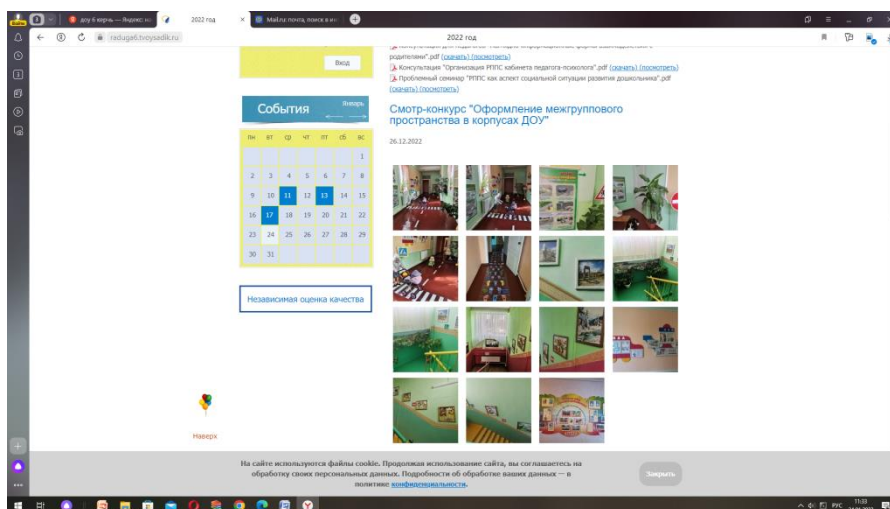 доу 6 керчь — Яндекс: на
2022 год
Mail.ru: почта, поиск в ин
raduga6.tvoysadik.ru
2022 год
Вход
родителями".pdf (скачать) (посмотреть)
Консультация "Организация РППС кабинета педагога-психолога".pdf (скачать) (посмотреть)
Проблемный семинар "РППС как аспект социальной ситуации развития дошкольника".pdf
(скачать) (посмотреть)
События
Январь
пн вт ср чт пт сб вс
1
2 3 4 5 6 7 8
9 10 11 12 13 14 15
16 17 18 19 20 21 22
23 24 25 26 27 28 29
30 31
Независимая оценка качества
Смотр-конкурс "Оформление межгруппового
пространства в корпусах ДОУ"
26.12.2022
Наверх
На сайте используются файлы cookie. Продолжая использование сайта, вы соглашаетесь на
обработку своих персональных данных. Подробности об обработке ваших данных — в
политике конфиденциальности.
Закрыть
РУС
11:33